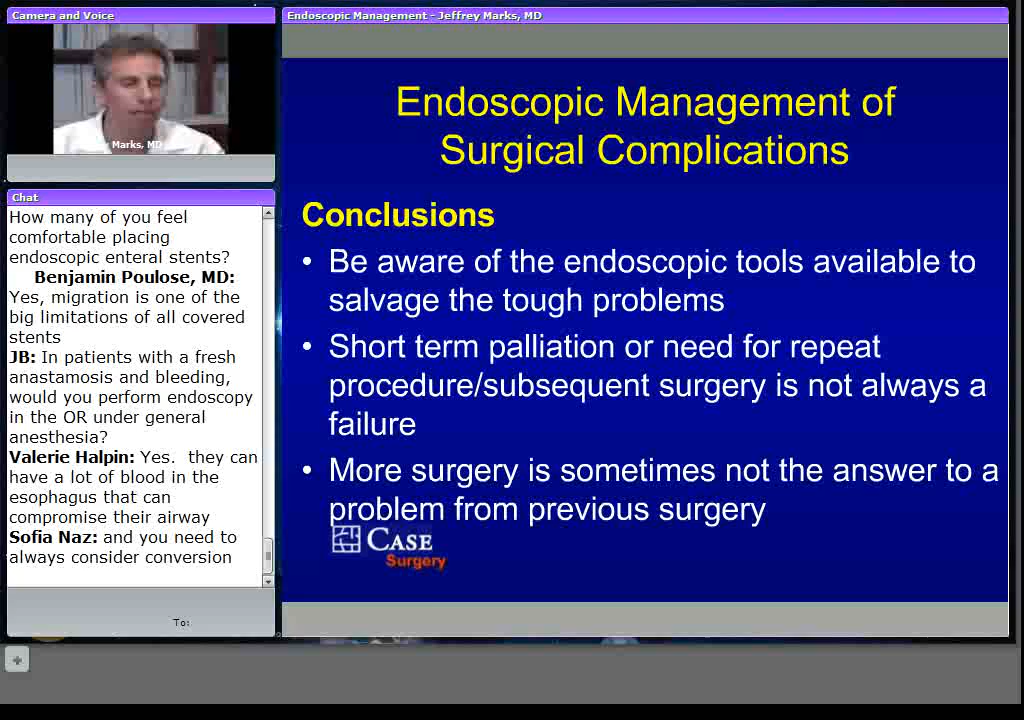 Camera and Voice
Marks, MD
Chat
How many of you feel
comfortable placing
endoscopic enteral stents?
Benjamin Poulose, MD:
Yes, migration is one of the
big limitations of all covered
stents
JB: In patients with a fresh
anastamosis and bleeding,
would you perform endoscopy
in the OR under general
anesthesia?
Valerie Halpin: Yes. they can
have a lot of blood in the
esophagus that can
compromise their airway
Sofia Naz: and you need to
always consider conversion
To:
Endoscopic Management - Jeffrey Marks, MD
Endoscopic Management of
Surgical Complications
Conclusions
• Be aware of the endoscopic tools available to
salvage the tough problems
• Short term palliation or need for repeat
procedure/subsequent surgery is not always a
failure
• More surgery is sometimes not the answer to a
problem from previous surgery
CASE
Surgery